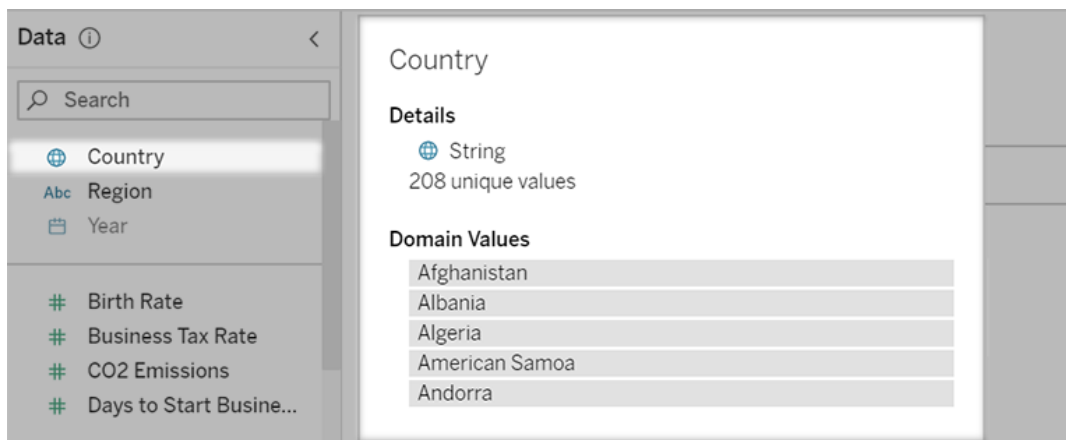 Data
Search
Country
Abc Region
Year
# Birth Rate
# Business Tax Rate
# CO2 Emissions
# Days to Start Busine...
Country
Details
String
208 unique values
Domain Values
Afghanistan
Albania
Algeria
American Samoa
Andorra